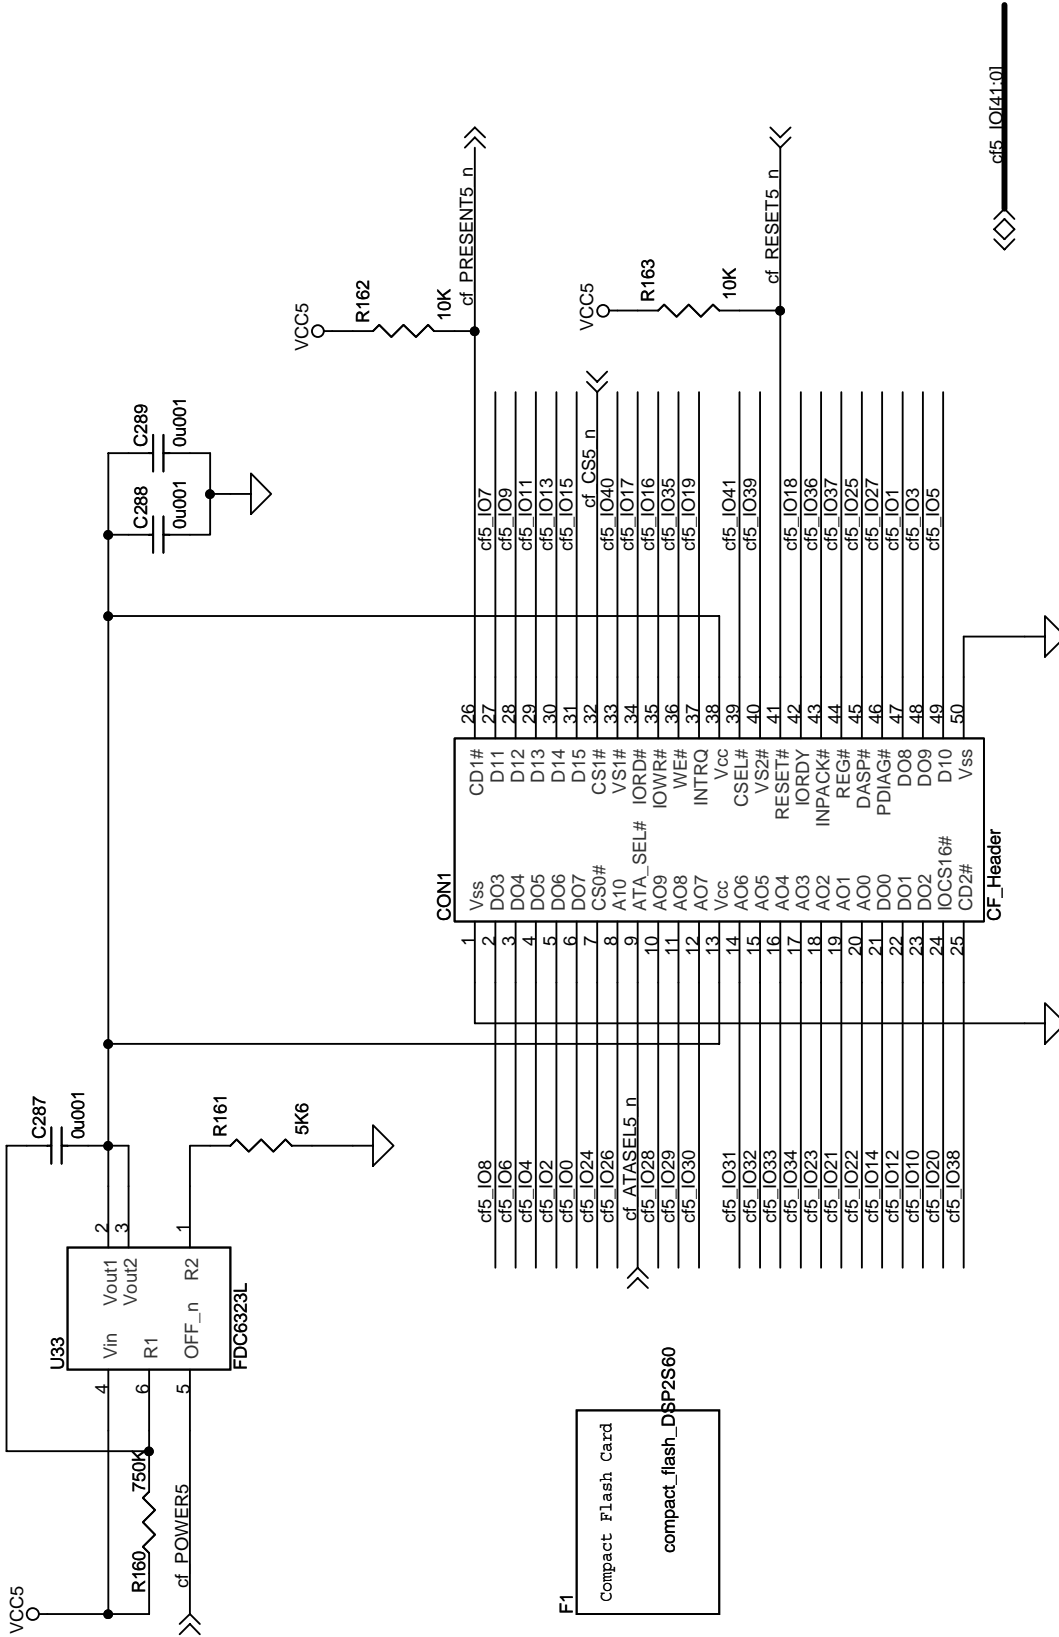 VCC5
R160
750K
cf_POWER5
4
6
5
U33
Vin
R1
OFF_n
Vout1
Vout2
R2
FDC6323L
2
3
1
C287
0u001
R161
5K6
C288
0u001
C289
0u001
VCC5
R162
10K
cf_PRESENT5_n
VCC5
R163
10K
cf_RESET5_n
CON1
1 Vss CD1# 26
cf5_IO8 2 DO3 D11 27 cf5_IO7
cf5_IO6 3 DO4 D12 28 cf5_IO9
cf5_IO4 4 DO5 D13 29 cf5_IO11
cf5_IO2 5 DO6 D14 30 cf5_IO13
cf5_IO0 6 DO7 D15 31 cf5_IO15
cf5_IO24 7 CS0# CS1# 32 cf_CS5_n
cf5_IO26 8 A10 VS1# 33 cf5_IO40
cf_ATASEL5_n 9 ATA_SEL# IORD# 34 cf5_IO17
cf5_IO28 10 AO9 IOWR# 35 cf5_IO16
cf5_IO29 11 AO8 WE# 36 cf5_IO35
cf5_IO30 12 AO7 INTRQ 37 cf5_IO19
13 Vcc Vcc 38
cf5_IO31 14 AO6 CSEL# 39 cf5_IO41
cf5_IO32 15 AO5 VS2# 40 cf5_IO39
cf5_IO33 16 AO4 RESET# 41
cf5_IO34 17 AO3 IORDY 42 cf5_IO18
cf5_IO23 18 AO2 INPACK# 43 cf5_IO36
cf5_IO21 19 AO1 REG# 44 cf5_IO37
cf5_IO22 20 AO0 DASP# 45 cf5_IO25
cf5_IO14 21 DO0 PDIAG# 46 cf5_IO27
cf5_IO12 22 DO1 DO8 47 cf5_IO1
cf5_IO10 23 DO2 DO9 48 cf5_IO3
cf5_IO20 24 IOCS16# D10 49 cf5_IO5
cf5_IO38 25 CD2# Vss 50
CF_Header
F1
Compact Flash Card
compact_flash_DSP2S60
cf5_IO[41:0]